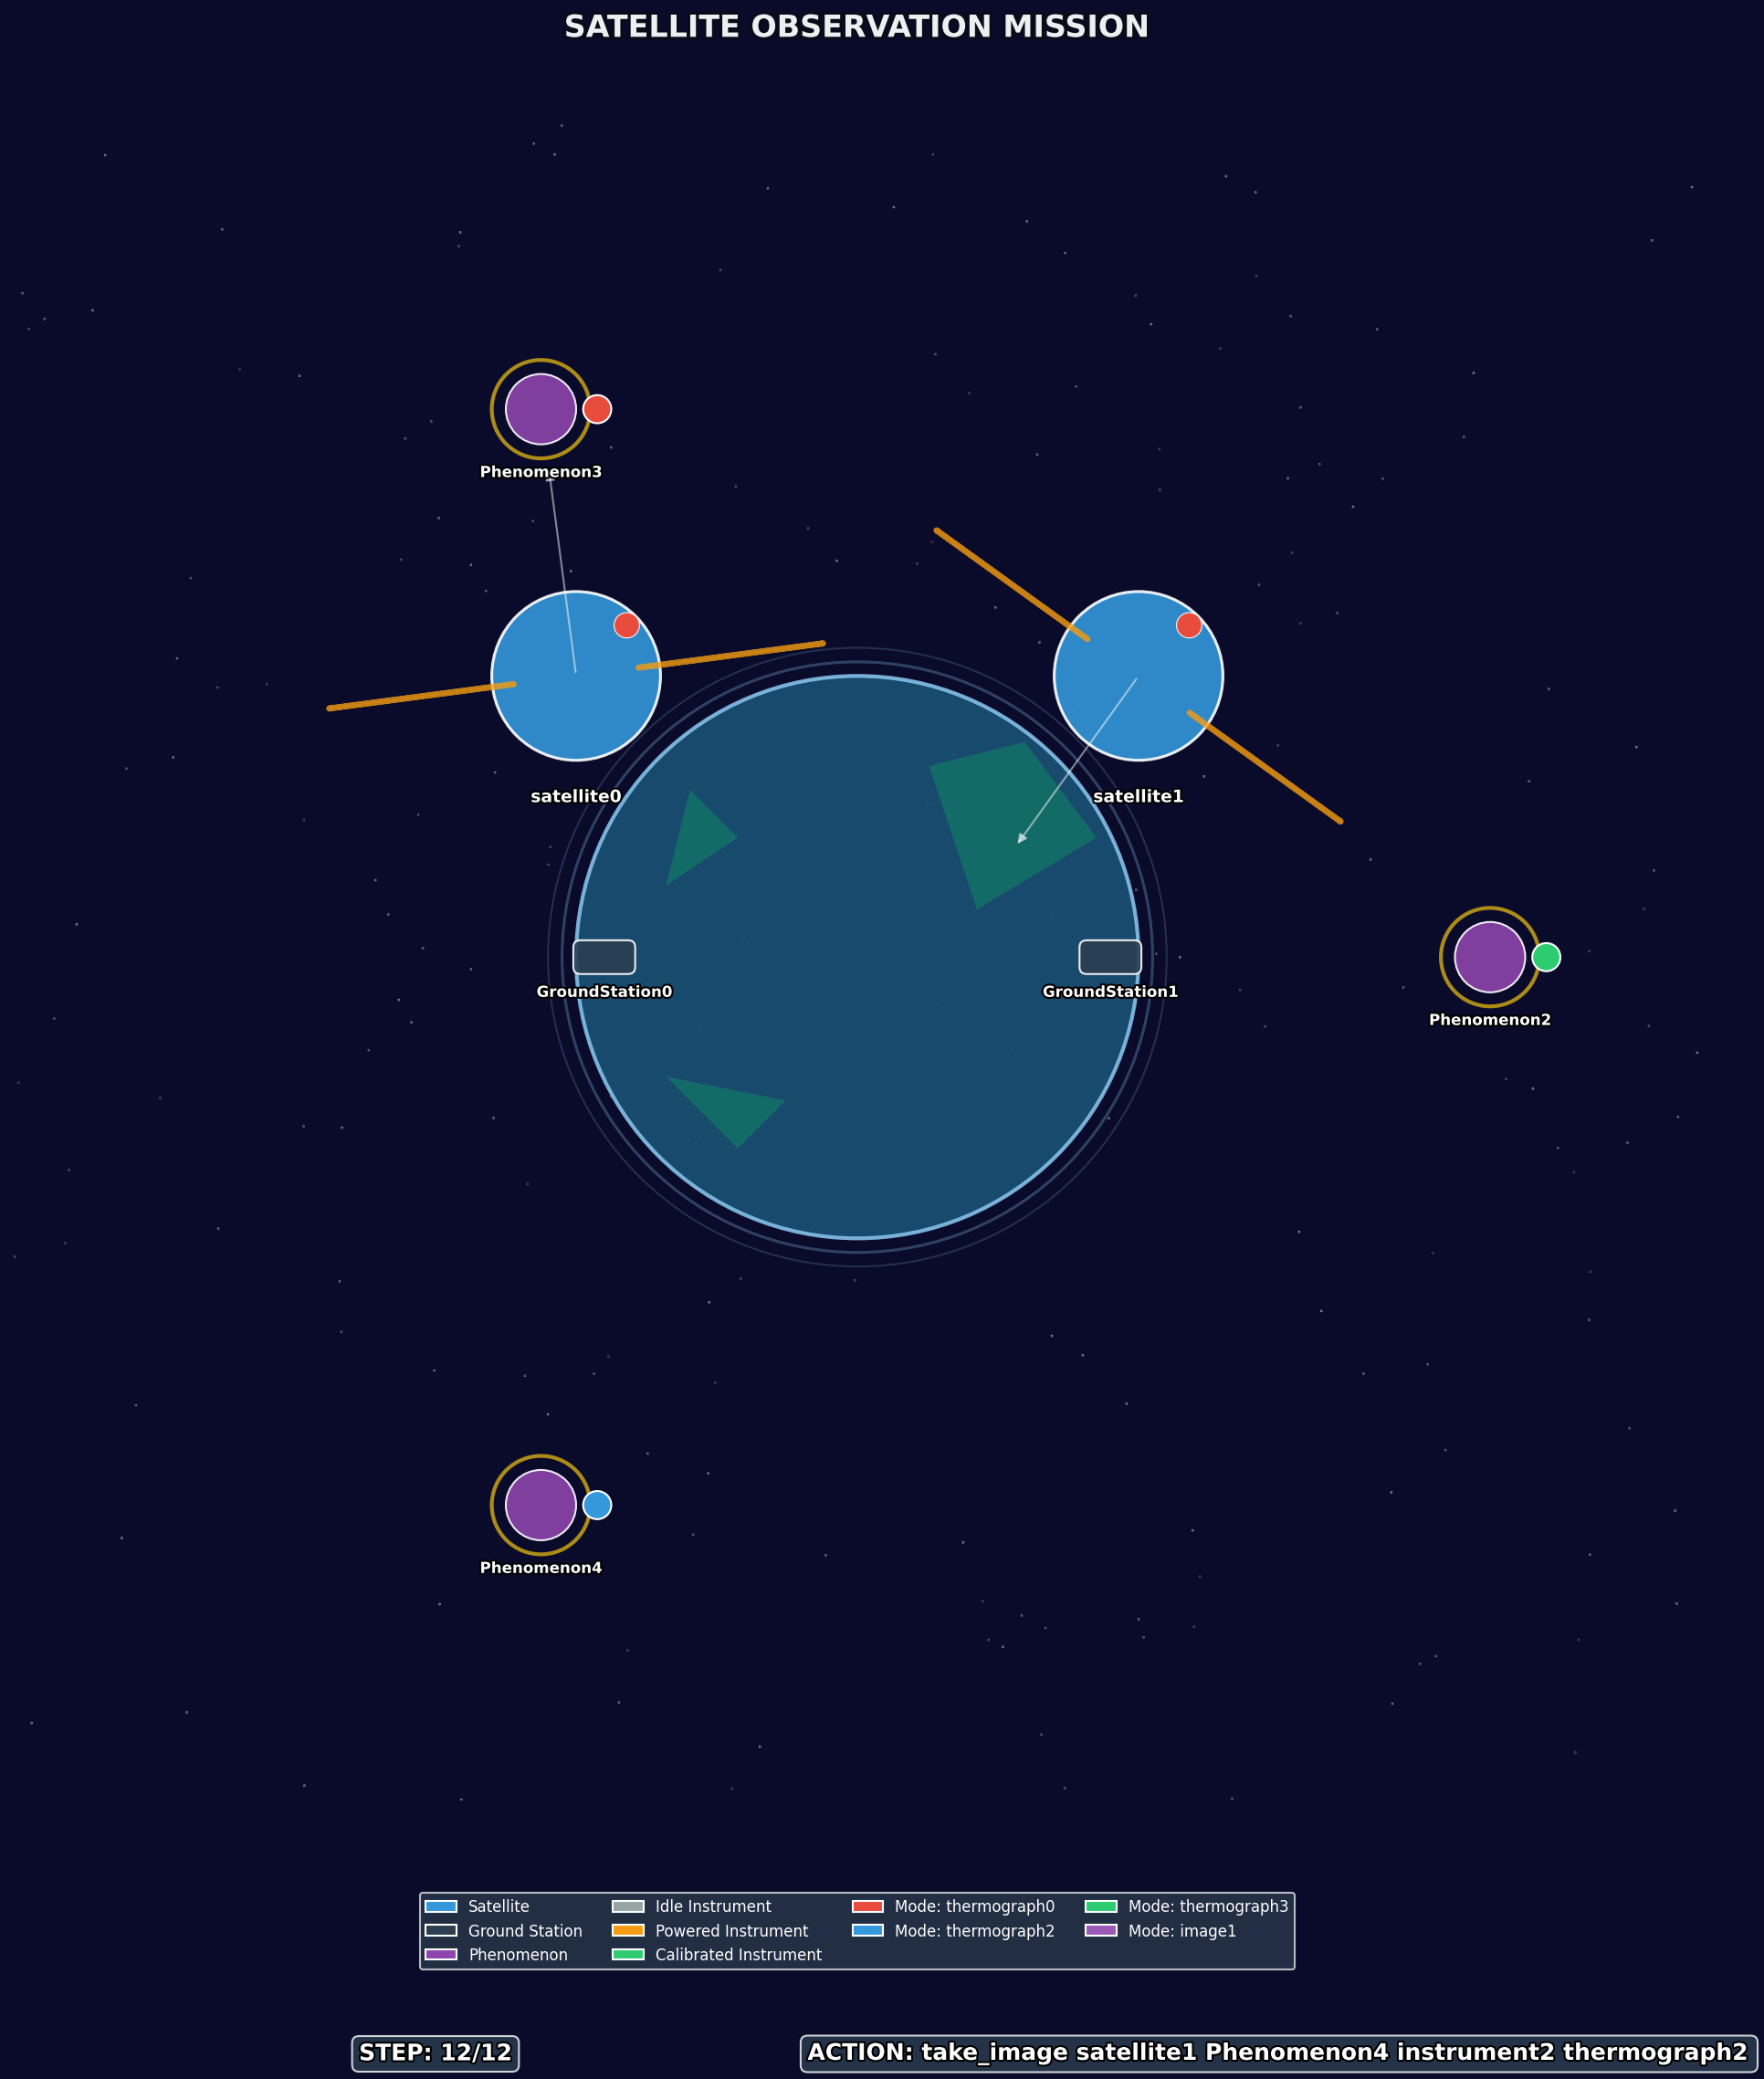 SATELLITE OBSERVATION MISSION
Phenomenon3
satellite0
satellite1
GroundStation0
GroundStation1
Phenomenon2
Phenomenon4
Satellite
Ground Station
Phenomenon
Idle Instrument
Powered Instrument
Calibrated Instrument
Mode: thermograph0
Mode: thermograph2
Mode: thermograph3
Mode: image1
STEP: 12/12
ACTION: take_image satellite1 Phenomenon4 instrument2 thermograph2